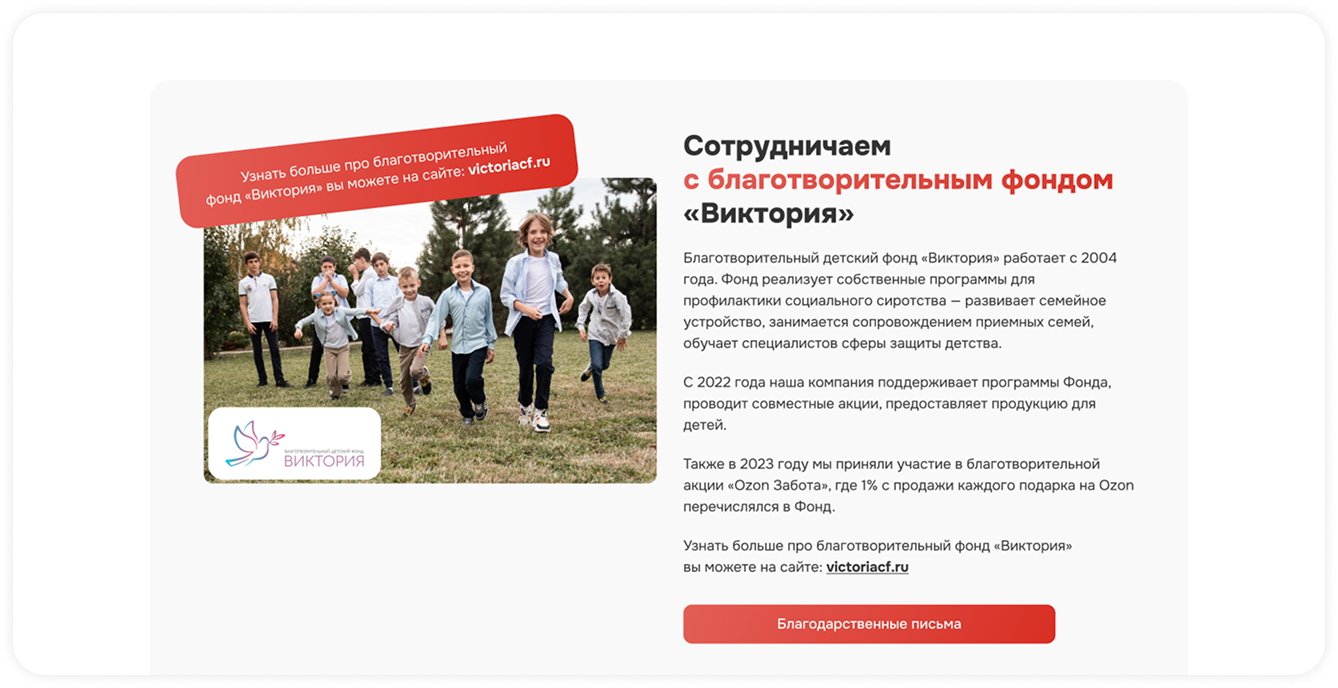 Узнать больше про благотворительный
фонд «Виктория» вы можете на сайте: victoriacf.ru
БЛАГОТВОРИТЕЛЬНЫЙ ДЕТСКИЙ ФОНД
ВИКТОРИЯ
Сотрудничаем
с благотворительным фондом
«Виктория»
Благотворительный детский фонд «Виктория» работает с 2004
года. Фонд реализует собственные программы для
профилактики социального сиротства — развивает семейное
устройство, занимается сопровождением приемных семей,
обучает специалистов сферы защиты детства.
С 2022 года наша компания поддерживает программы Фонда,
проводит совместные акции, предоставляет продукцию для
детей.
Также в 2023 году мы приняли участие в благотворительной
акции «Ozon Забота», где 1% с продажи каждого подарка на Ozon
перечислялся в Фонд.
Узнать больше про благотворительный фонд «Виктория»
вы можете на сайте: victoriacf.ru
Благодарственные письма